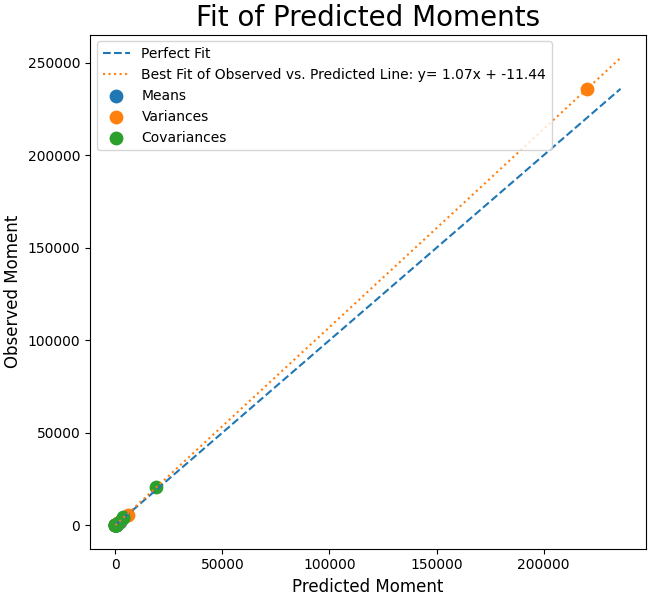 Fit of Predicted Moments
Perfect Fit
Best Fit of Observed vs. Predicted Line: y= 1.07x + -11.44
Means
Variances
Covariances
250000
200000
150000
100000
50000
0
Observed Moment
0 50000 100000 150000 200000
Predicted Moment